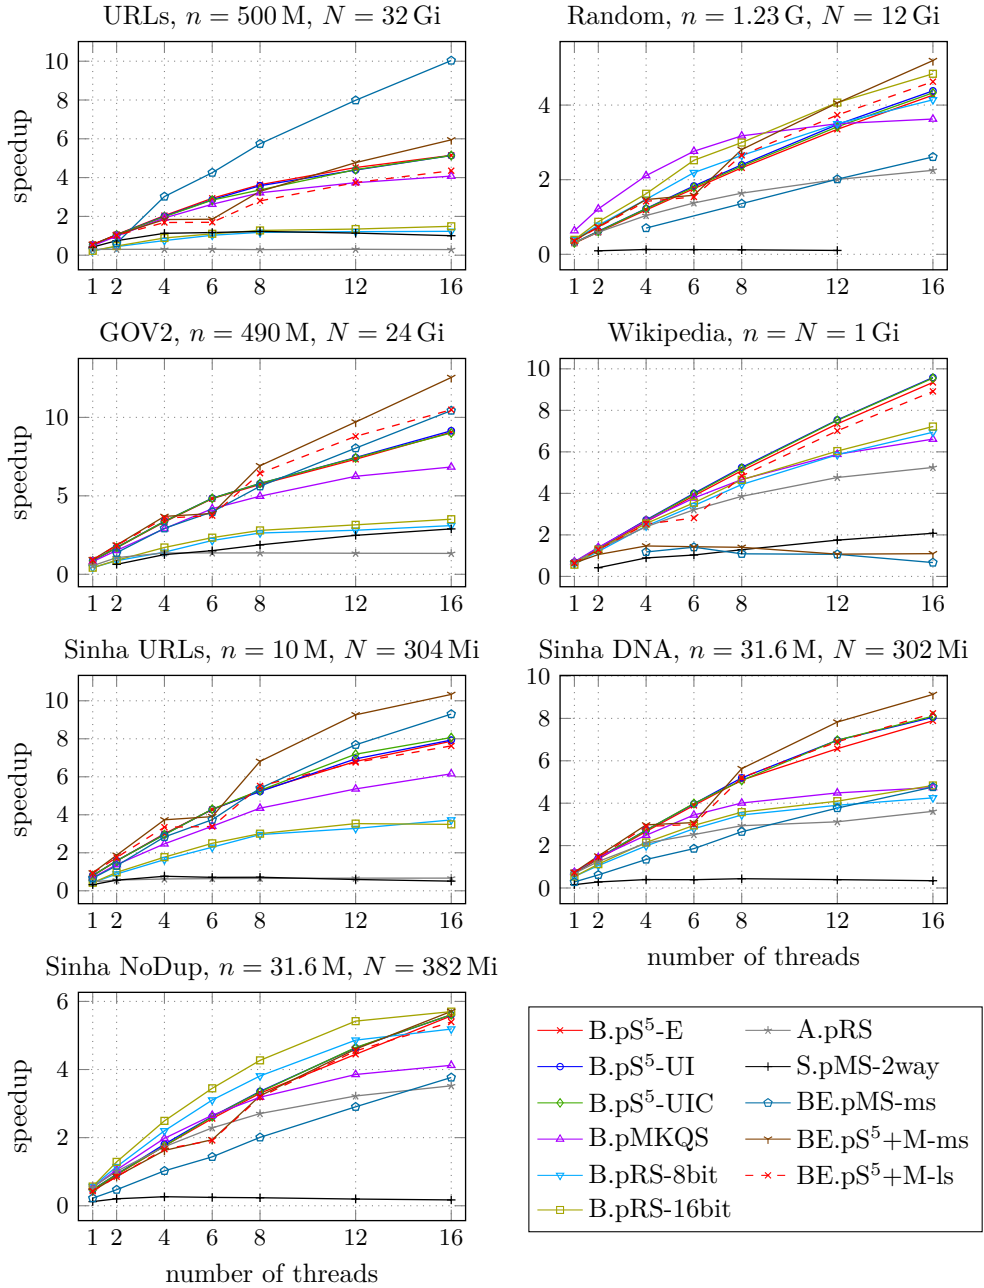 URLs, n = 500 M, N = 32 Gi
speedup
10
8
6
4
2
0
1 2 4 6 8 12 16
Random, n = 1.23 G, N = 12 Gi
4
2
0
1 2 4 6 8 12 16
GOV2, n = 490 M, N = 24 Gi
speedup
10
5
0
1 2 4 6 8 12 16
Wikipedia, n = N = 1 Gi
10
8
6
4
2
0
1 2 4 6 8 12 16
Sinha URLs, n = 10 M, N = 304 Mi
speedup
10
8
6
4
2
0
1 2 4 6 8 12 16
Sinha DNA, n = 31.6 M, N = 302 Mi
10
8
6
4
2
0
1 2 4 6 8 12 16
number of threads
Sinha NoDup, n = 31.6 M, N = 382 Mi
speedup
6
4
2
0
1 2 4 6 8 12 16
number of threads
B.pS⁵-E
B.pS⁵-UI
B.pS⁵-UIC
B.pMKQS
B.pRS-8bit
B.pRS-16bit
A.pRS
S.pMS-2way
BE.pMS-ms
BE.pS⁵+M-ms
BE.pS⁵+M-ls